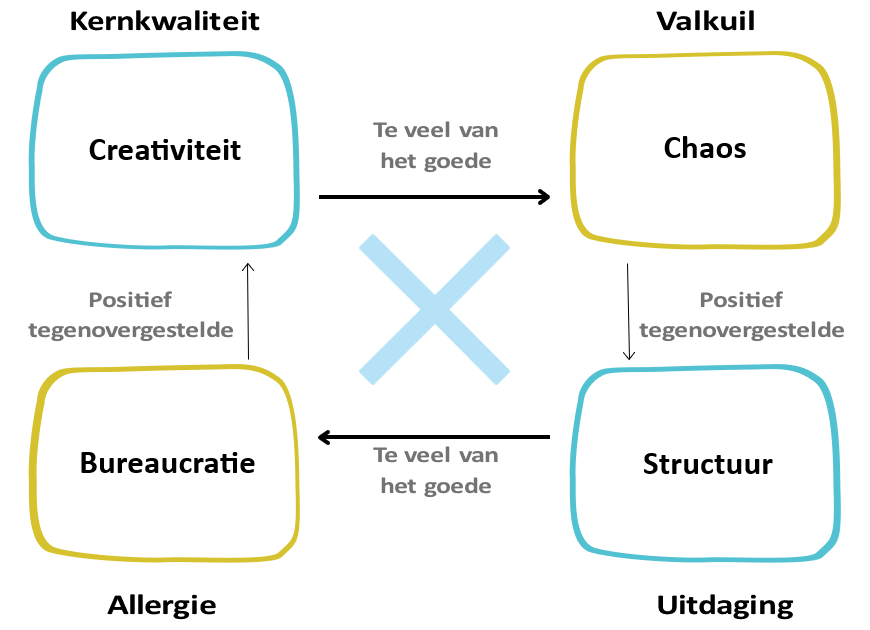 Kernkwaliteit
Valkuil
Creativiteit
Te veel van
het goede
Chaos
Positief
tegenovergestelde
Positief
tegenovergestelde
Bureaucratie
Te veel van
het goede
Structuur
Allergie
Uitdaging